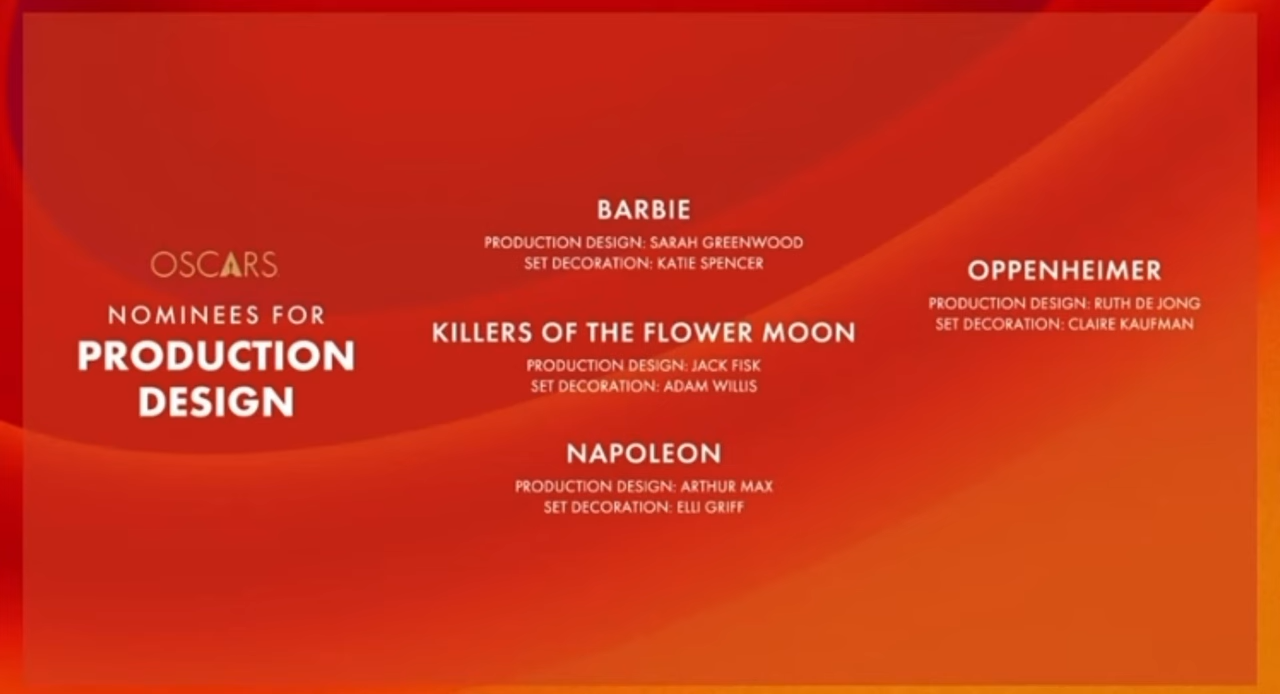 OSCARS
NOMINEES FOR
PRODUCTION
DESIGN
BARBIE
PRODUCTION DESIGN: SARAH GREENWOOD
SET DECORATION: KATIE SPENCER
KILLERS OF THE FLOWER MOON
PRODUCTION DESIGN: JACK FISK
SET DECORATION: ADAM WILLIS
NAPOLEON
PRODUCTION DESIGN: ARTHUR MAX
SET DECORATION: ELLI GRIFF
OPPENHEIMER
PRODUCTION DESIGN: RUTH DE JONG
SET DECORATION: CLAIRE KAUFMAN